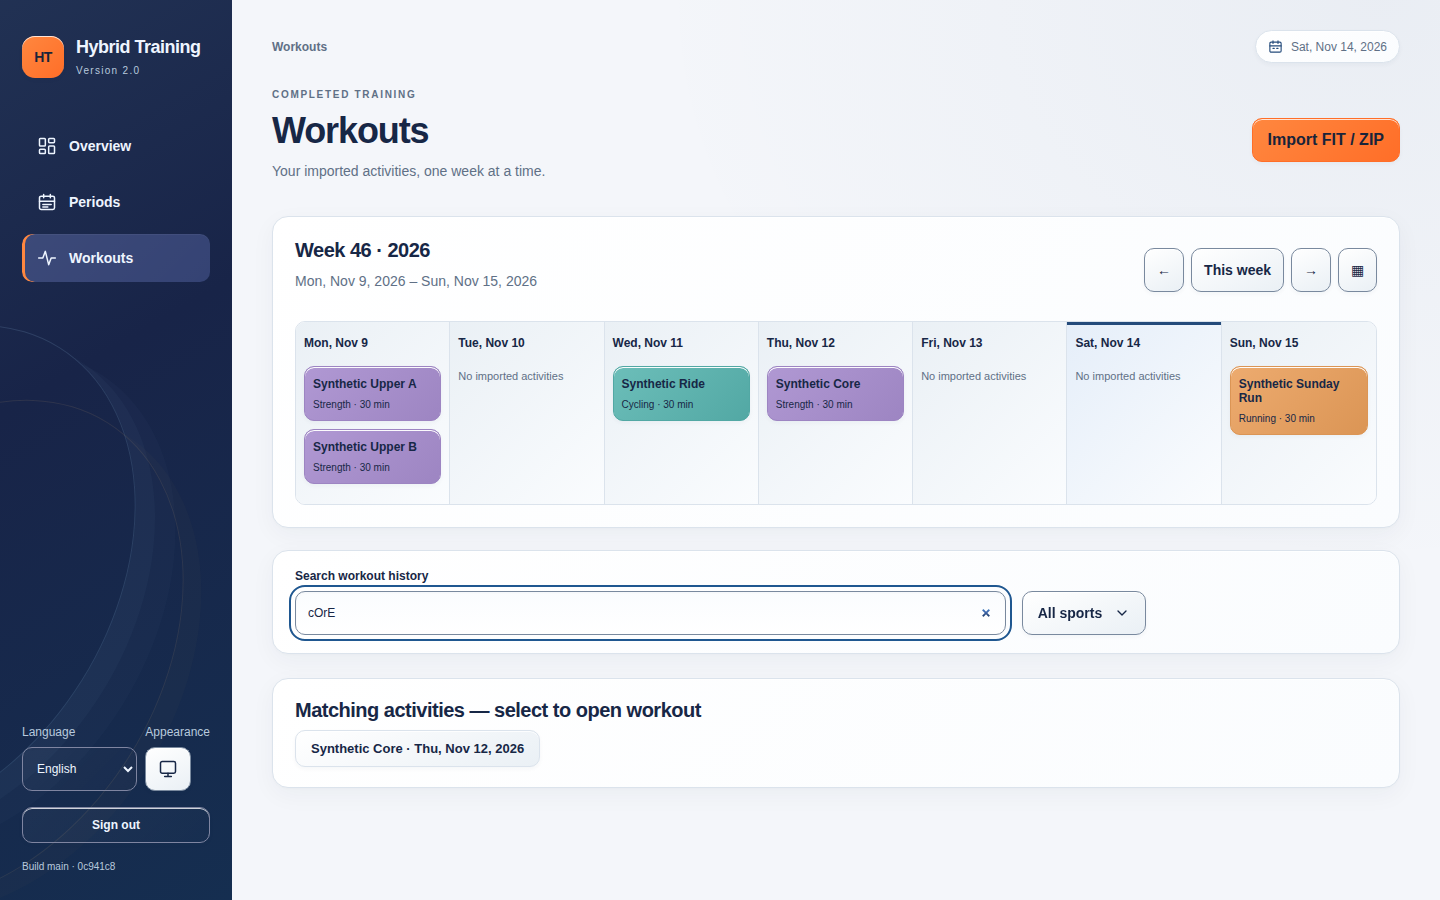 HT
Hybrid Training
Version 2.0
Overview
Periods
Workouts
Language
Appearance
English
Sign out
Build main · 0c941c8
Workouts
Sat, Nov 14, 2026
COMPLETED TRAINING
Workouts
Your imported activities, one week at a time.
Import FIT / ZIP
Week 46 · 2026
Mon, Nov 9, 2026 – Sun, Nov 15, 2026
←
This week
→
Mon, Nov 9
Synthetic Upper A
Strength · 30 min
Synthetic Upper B
Strength · 30 min
Tue, Nov 10
No imported activities
Wed, Nov 11
Synthetic Ride
Cycling · 30 min
Thu, Nov 12
Synthetic Core
Strength · 30 min
Fri, Nov 13
No imported activities
Sat, Nov 14
No imported activities
Sun, Nov 15
Synthetic Sunday
Run
Running · 30 min
Search workout history
cOrE
×
All sports
Matching activities — select to open workout
Synthetic Core · Thu, Nov 12, 2026